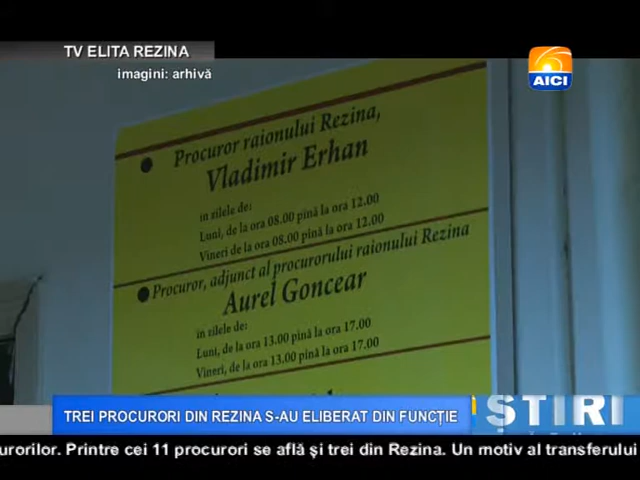 TV ELITA REZINA
imagini: arhivă
AICI
Procuror raionului Rezina,
Vladimir Erhan
in zilele de:
Luni, de la ora 08.00 pînă la ora 12.00
Vineri de la ora 08.00 pînă la ora 12.00
Procuror, adjunct al procurorului raionului Rezina
Aurel Goncear
in zilele de:
Luni, de la ora 13.00 pînă la ora 17.00
Vineri, de la ora 13.00 pînă la ora 17.00
TREI PROCURORI DIN REZINA S-AU ELIBERAT DIN FUNCȚIE
ȘTIRI
urorilor. Printre cei 11 procurori se află și trei din Rezina. Un motiv al transferului